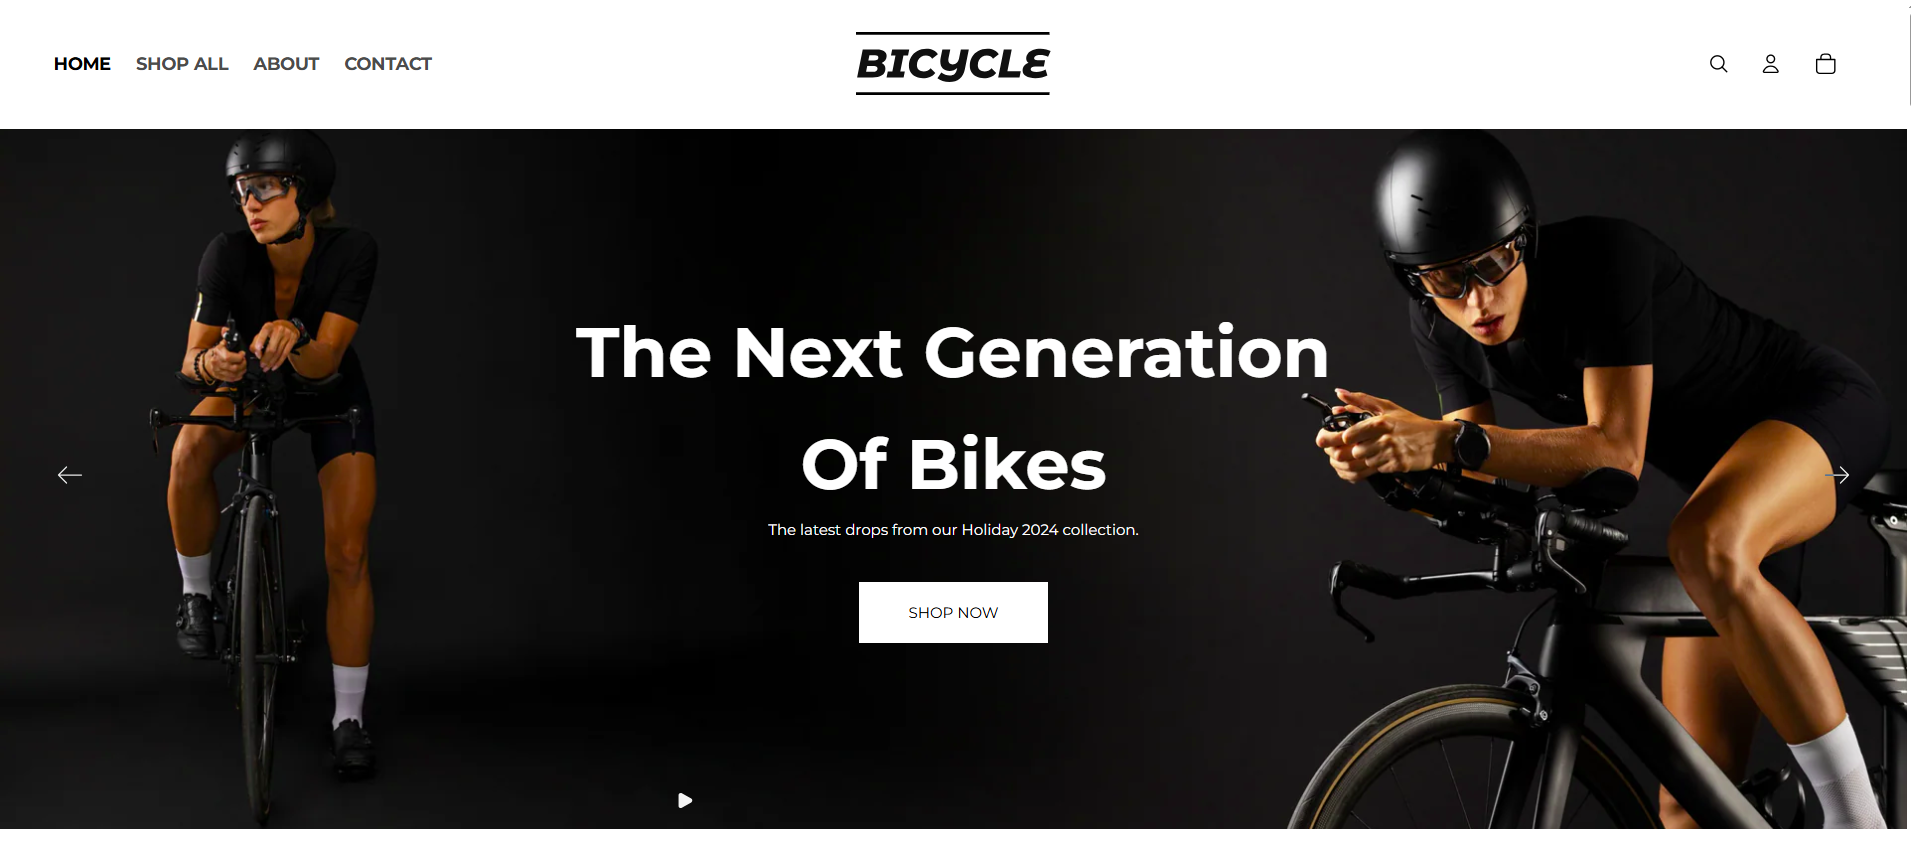 HOME SHOP ALL ABOUT CONTACT
BICYCLE
The Next Generation
Of Bikes
The latest drops from our Holiday 2024 collection.
SHOP NOW